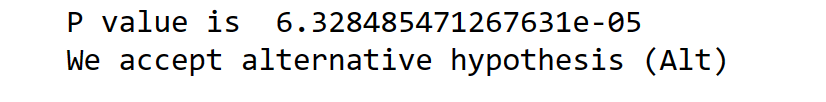 P value is  6.328485471267631e-05
We accept alternative hypothesis (Alt)